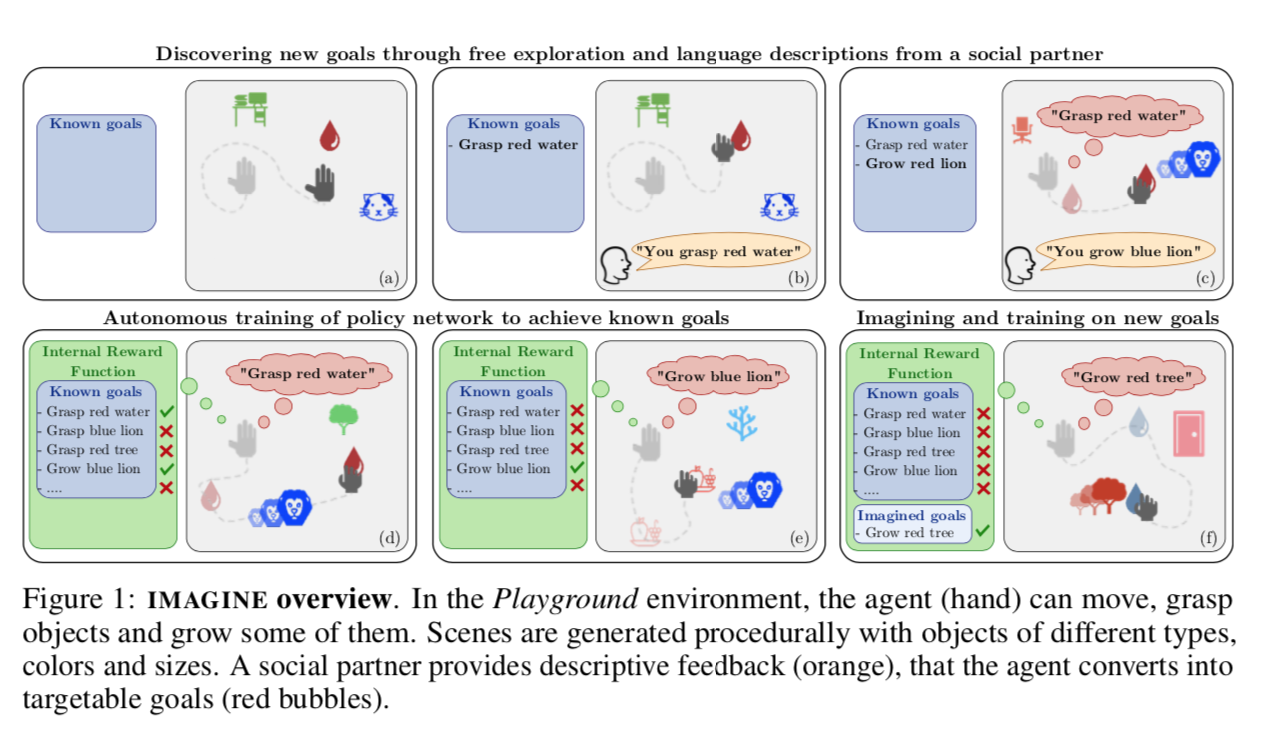 Discovering new goals through free exploration and language descriptions from a social partner
Known goals
(a)
Known goals
- Grasp red water
"You grasp red water"
(b)
Known goals
- Grasp red water
- Grow red lion
"Grasp red water"
"You grow blue lion"
(c)
Autonomous training of policy network to achieve known goals
Imagining and training on new goals
Internal Reward
Function
Known goals
- Grasp red water
- Grasp blue lion
- Grasp red tree
- Grow blue lion
- ....
"Grasp red water"
(d)
Internal Reward
Function
Known goals
- Grasp red water
- Grasp blue lion
- Grasp red tree
- Grow blue lion
- ....
"Grow blue lion"
(e)
Internal Reward
Function
Known goals
- Grasp red water
- Grasp blue lion
- Grasp red tree
- Grow blue lion
- ....
Imagined goals
- Grow red tree
"Grow red tree"
(f)
Figure 1: IMAGINE overview. In the Playground environment, the agent (hand) can move, grasp
objects and grow some of them. Scenes are generated procedurally with objects of different types,
colors and sizes. A social partner provides descriptive feedback (orange), that the agent converts into
targetable goals (red bubbles).